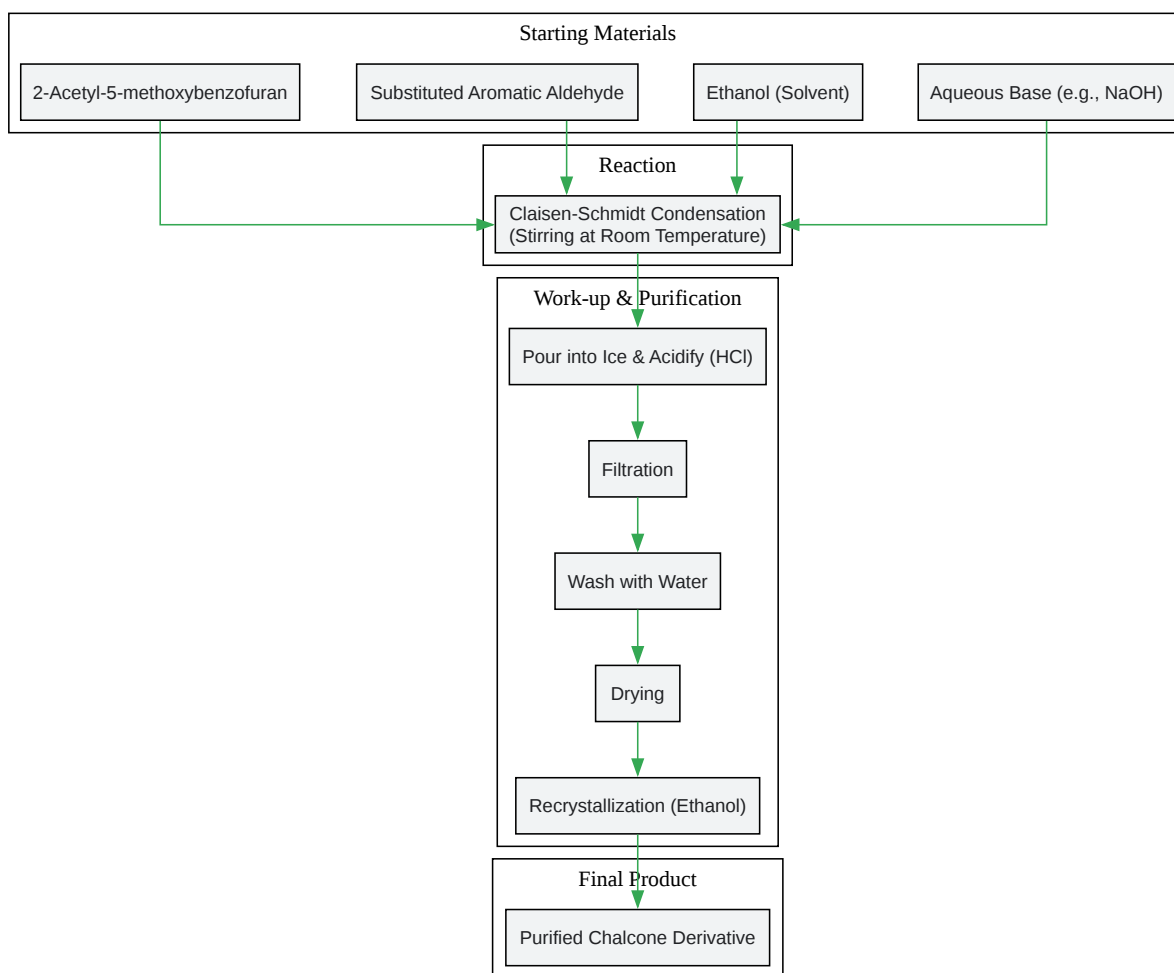 Starting Materials
2-Acetyl-5-methoxybenzofuran
Substituted Aromatic Aldehyde
Ethanol (Solvent)
Aqueous Base (e.g., NaOH)
Reaction
Claisen-Schmidt Condensation
(Stirring at Room Temperature)
Work-up & Purification
Pour into Ice & Acidify (HCl)
Filtration
Wash with Water
Drying
Recrystallization (Ethanol)
Final Product
Purified Chalcone Derivative